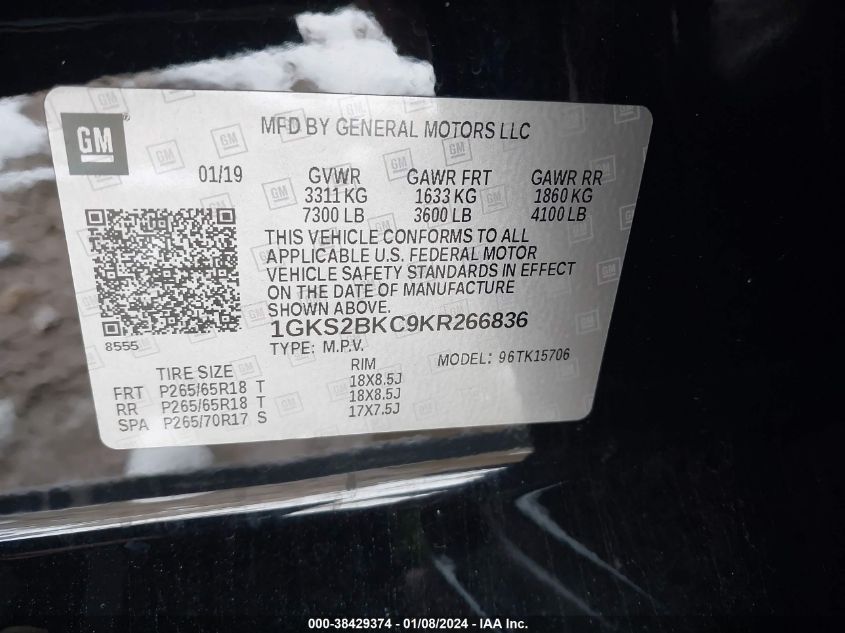 GM ®
MFD BY GENERAL MOTORS LLC
01/19 GVWR GAWR FRT GAWR RR
3311 KG 1633 KG 1860 KG
7300 LB 3600 LB 4100 LB
THIS VEHICLE CONFORMS TO ALL
APPLICABLE U.S. FEDERAL MOTOR
VEHICLE SAFETY STANDARDS IN EFFECT
ON THE DATE OF MANUFACTURE
SHOWN ABOVE.
8555
1GKS2BKC9KR266836
TYPE: M.P.V. MODEL: 96TK15706
TIRE SIZE RIM
FRT P265/65R18 T 18X8.5J
RR P265/65R18 T 18X8.5J
SPA P265/70R17 S 17X7.5J
000-38429374 - 01/08/2024 - IAA Inc.